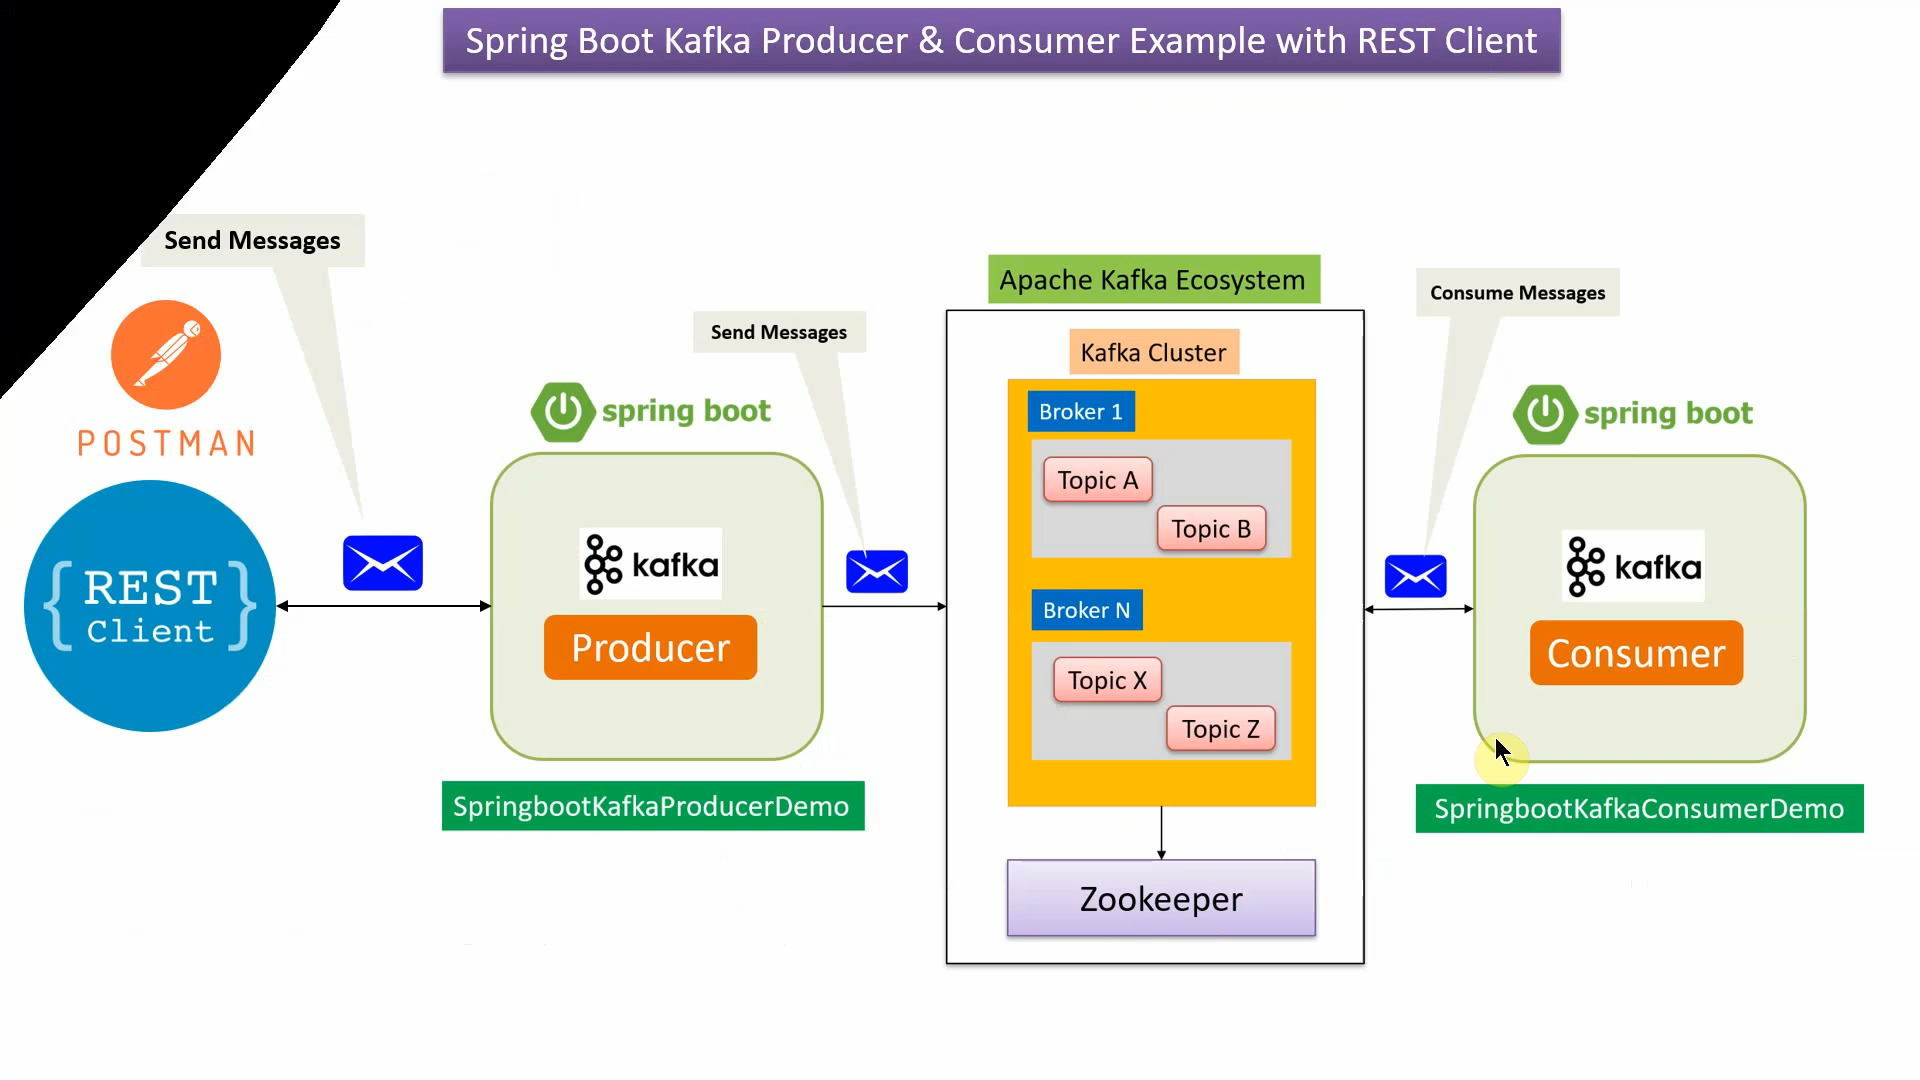 Spring Boot Kafka Producer & Consumer Example with REST Client
Send Messages
POSTMAN
{ REST
Client }
spring boot
kafka
Producer
SpringbootKafkaProducerDemo
Send Messages
Apache Kafka Ecosystem
Kafka Cluster
Broker 1
Topic A
Topic B
Broker N
Topic X
Topic Z
Zookeeper
Consume Messages
spring boot
kafka
Consumer
SpringbootKafkaConsumerDemo